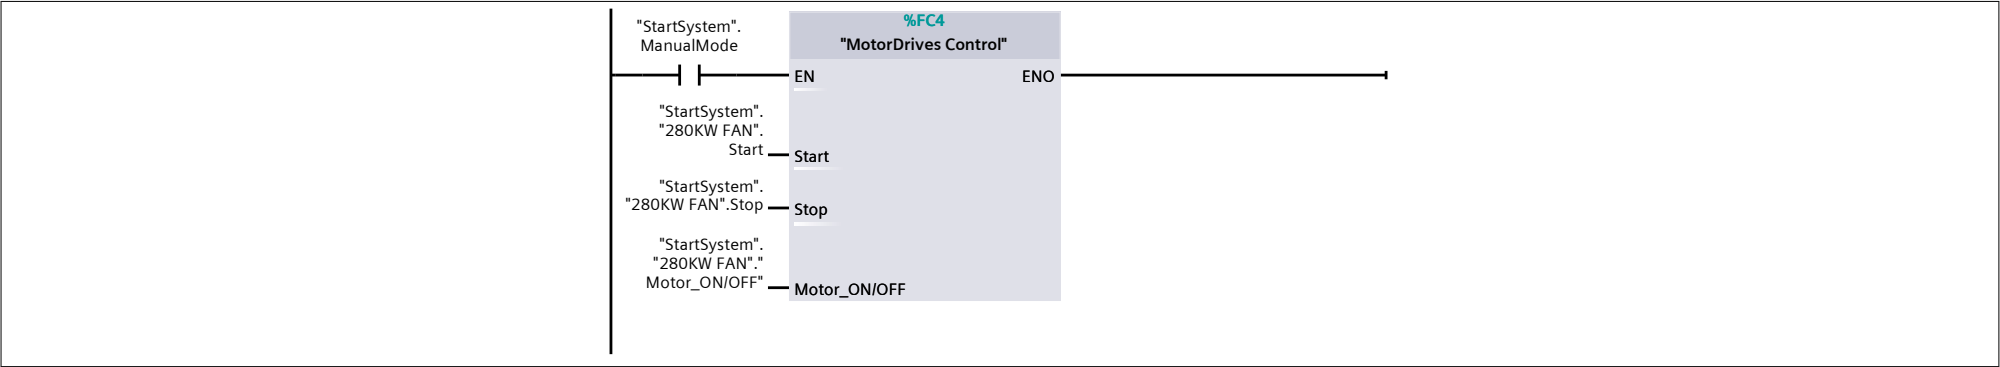 "StartSystem".
ManualMode
%FC4
"MotorDrives Control"
EN
ENO
"StartSystem".
"280KW FAN".
Start
Start
"StartSystem".
"280KW FAN".Stop
Stop
"StartSystem".
"280KW FAN"."
Motor_ON/OFF"
Motor_ON/OFF